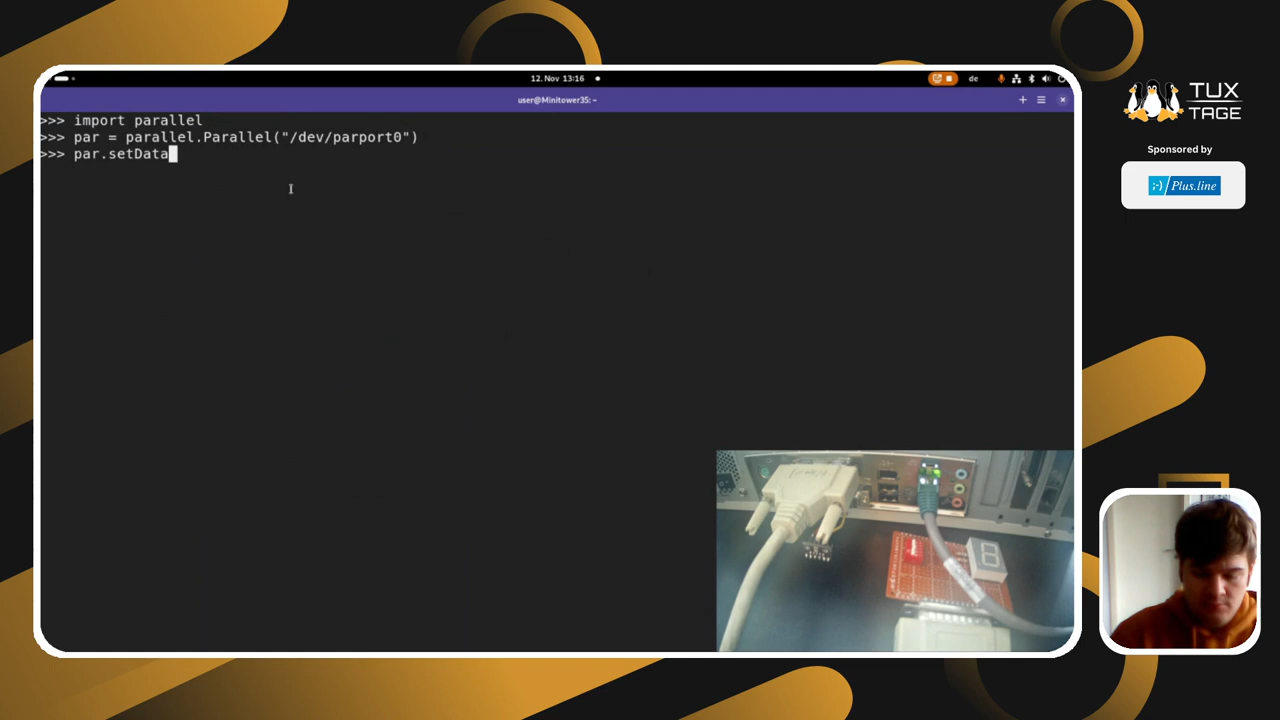 12. Nov 13:16
de
user@Minitower35: ~
>>> import parallel
>>> par = parallel.Parallel("/dev/parport0")
>>> par.setData
TUX
TAGE
Sponsored by
;-) Plus.line